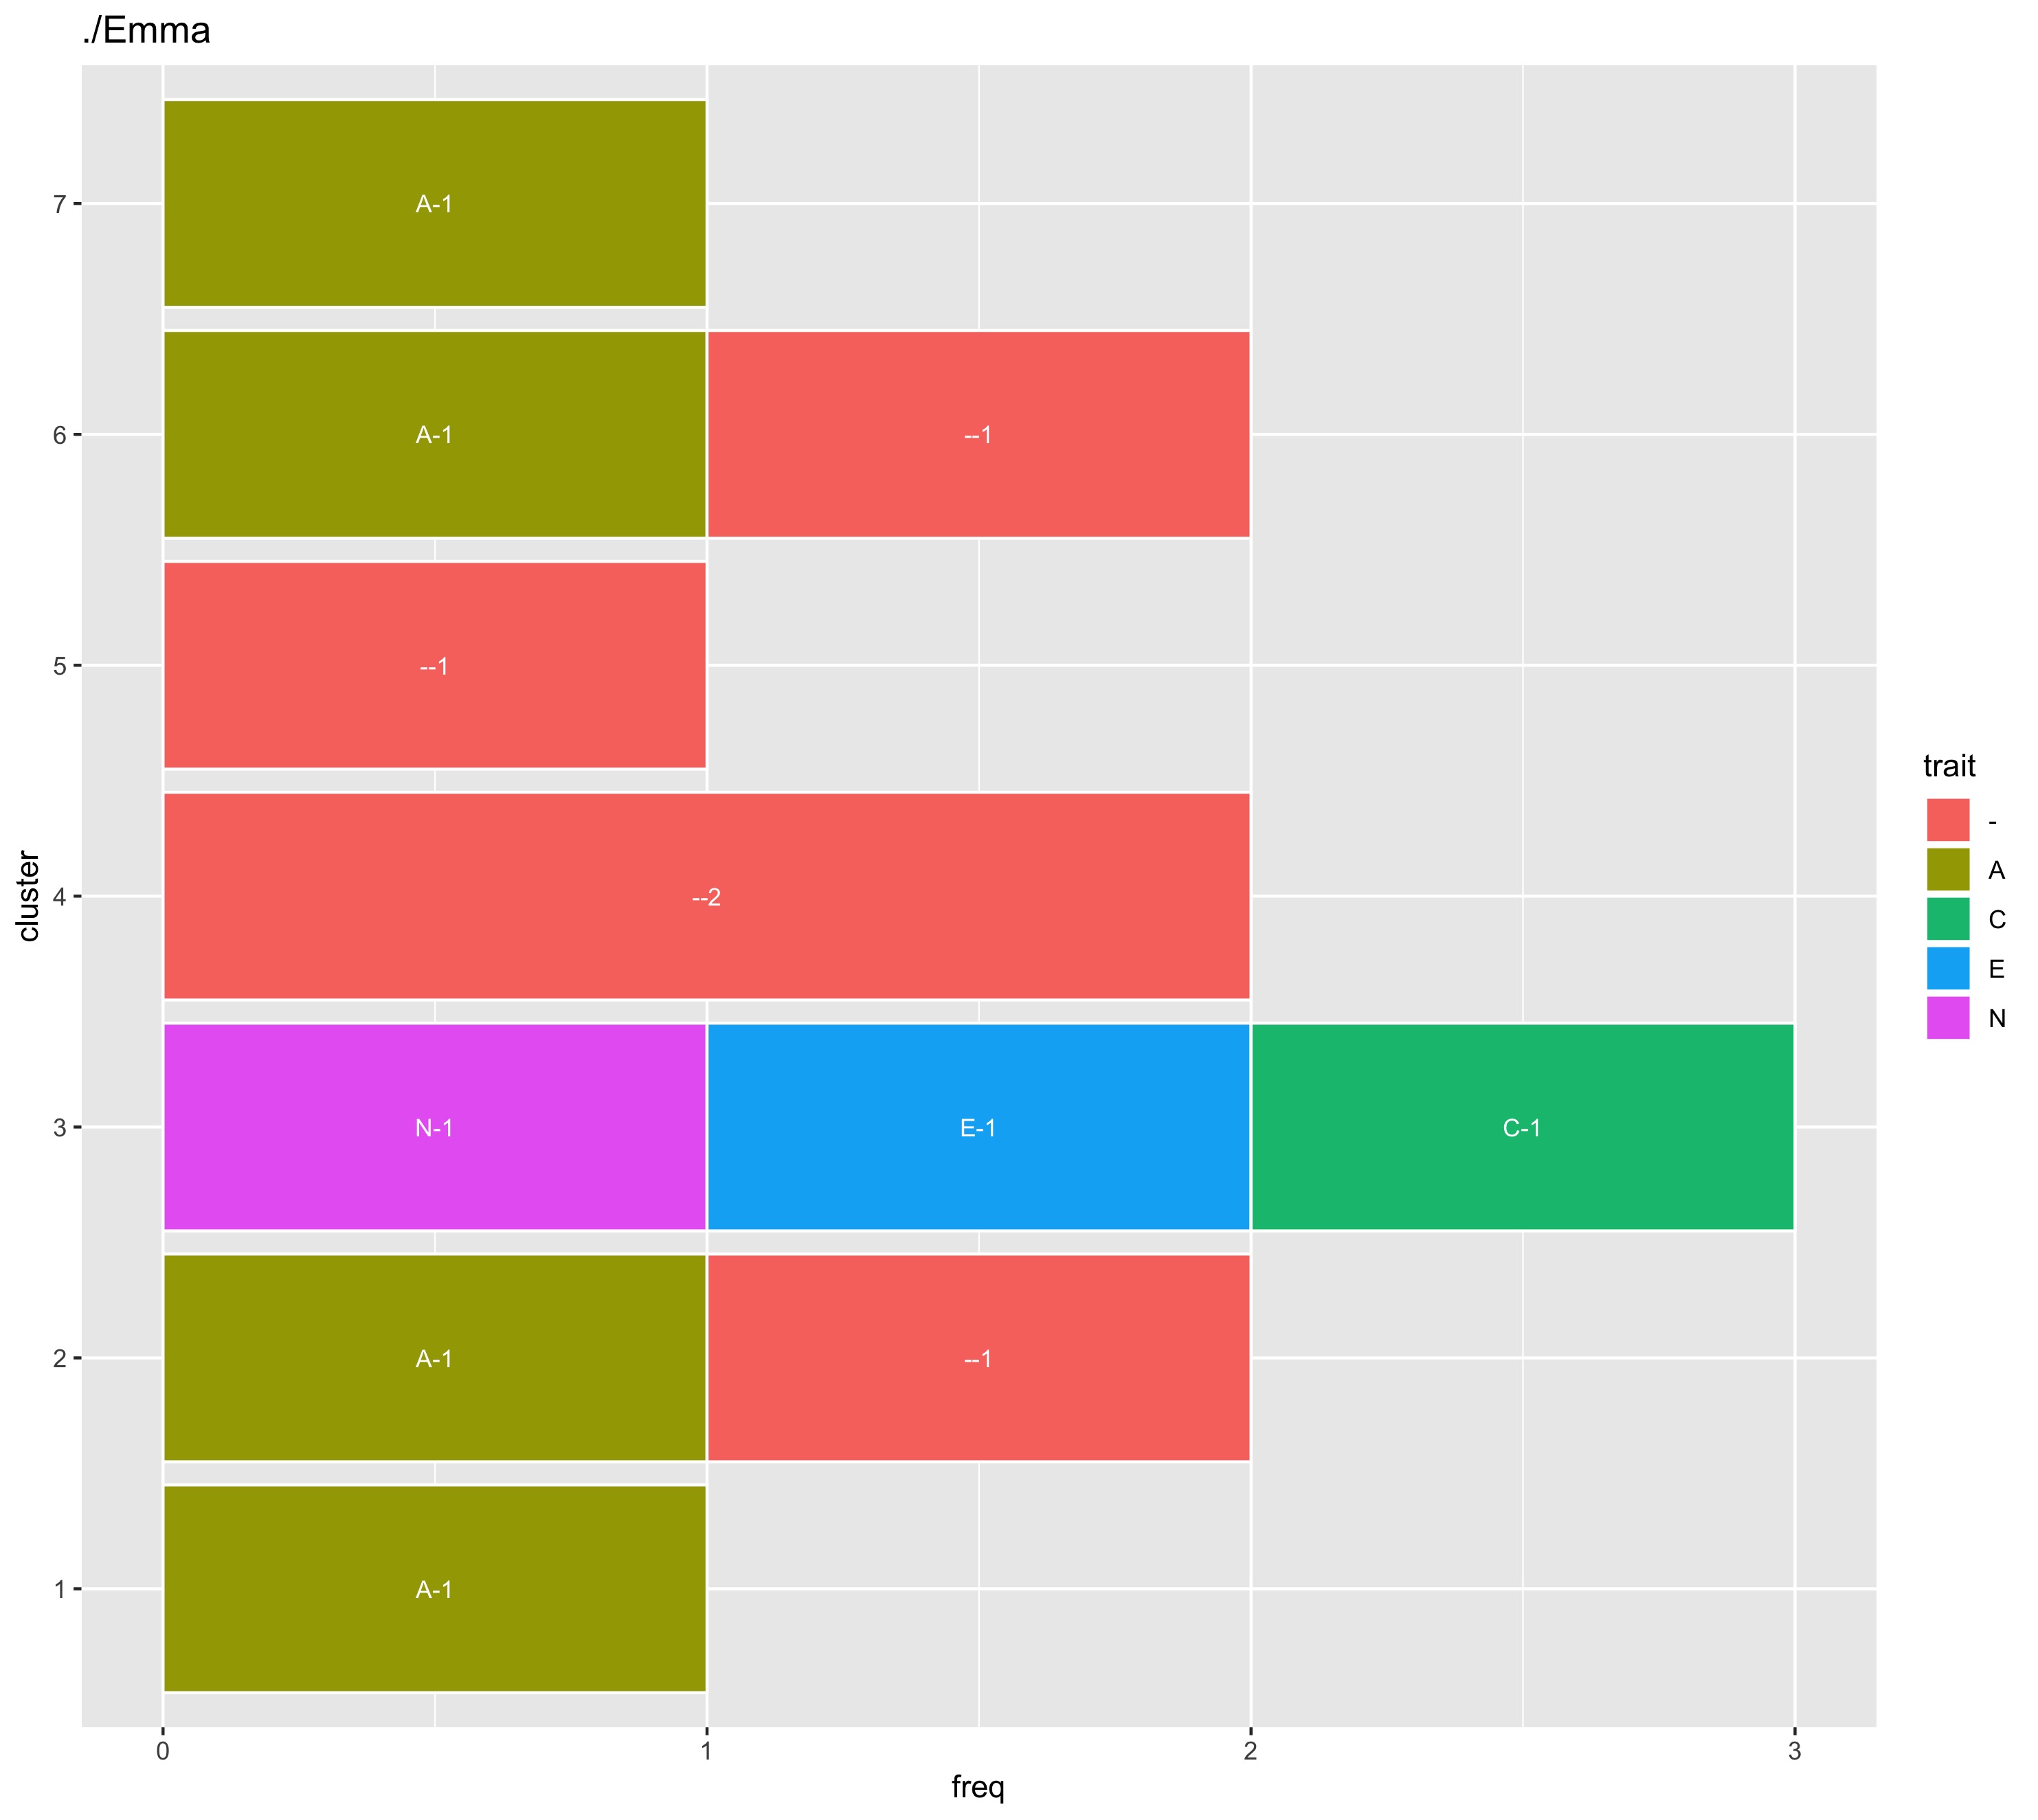 ./Emma
7
A-1
6
A-1 --1
5
--1
4
--2
3
N-1 E-1 C-1
2
A-1 --1
1
A-1
0 1 2 3
freq
cluster
trait
-
A
C
E
N